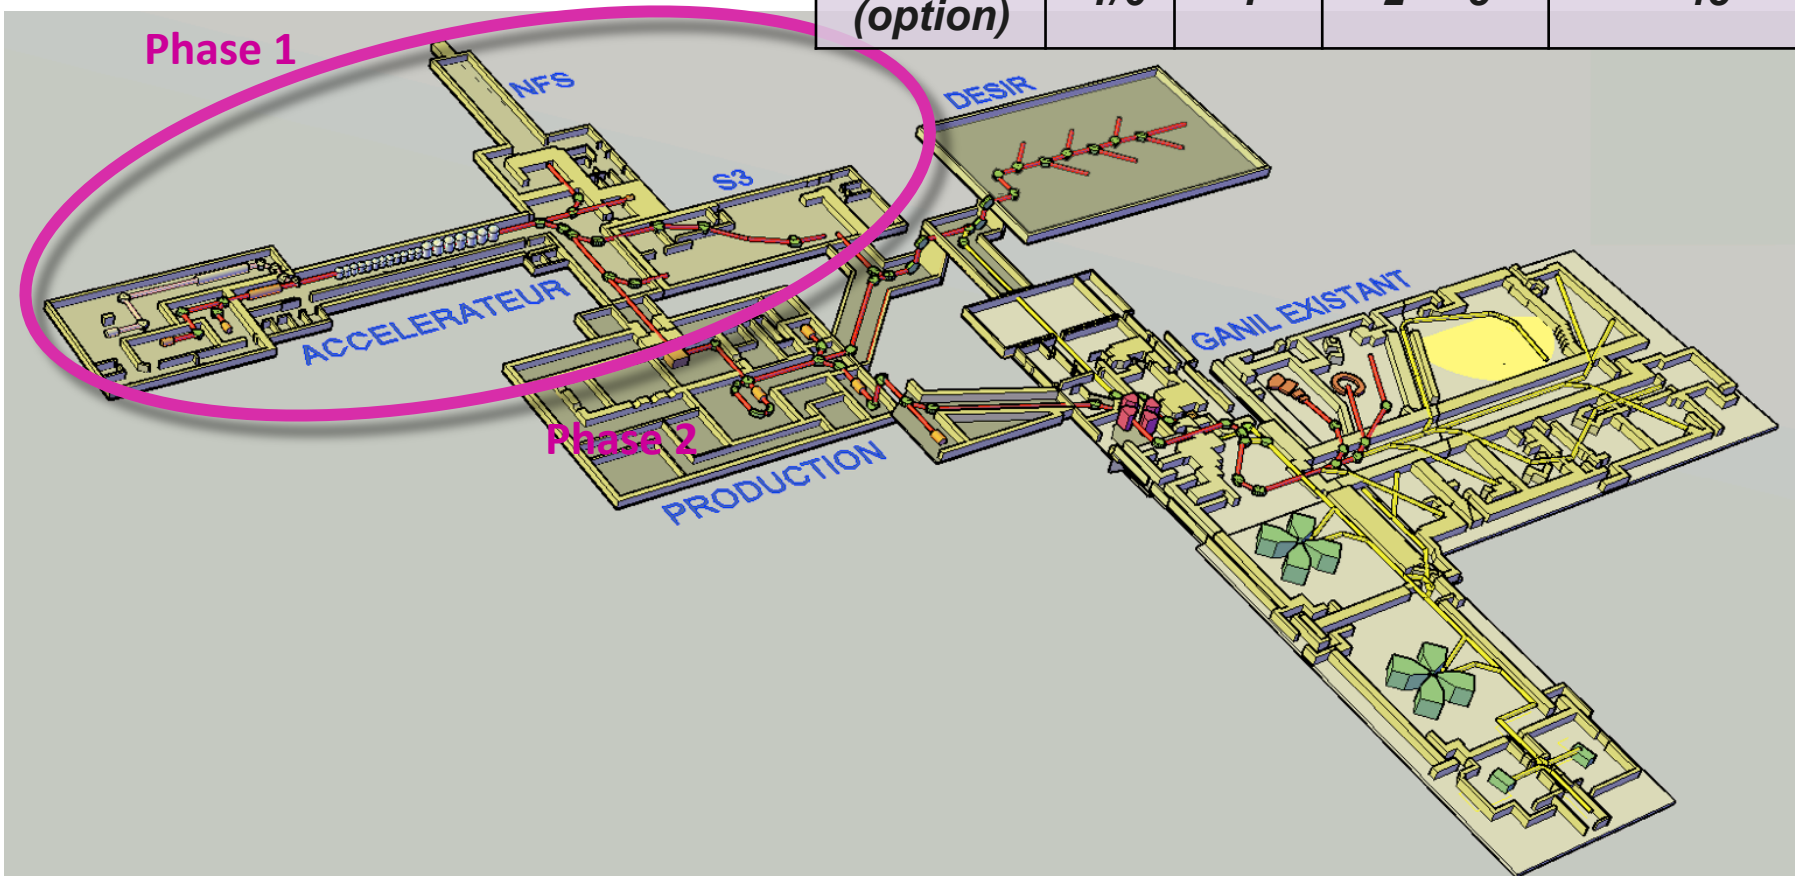 (option)
Phase 1
NFS
DESIR
S3
ACCELERATEUR
GANIL EXISTANT
Phase 2
PRODUCTION